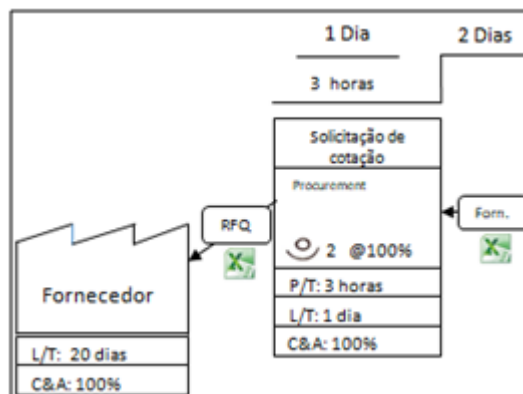 1 Dia
2 Dias
3 horas
Solicitação de
cotação
Procurement
2 @100%
P/T: 3 horas
L/T: 1 dia
C&A: 100%
RFQ
Forn.
Fornecedor
L/T: 20 dias
C&A: 100%